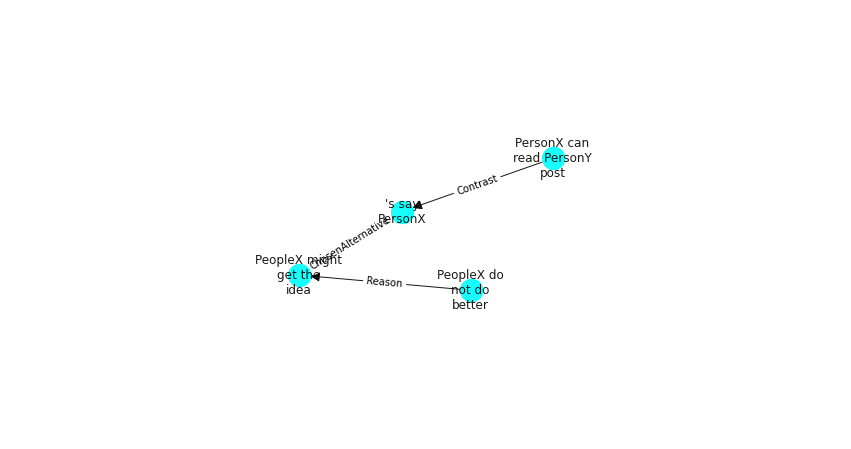 PersonX can
read PersonY
post
Contrast
's say
PersonX
ChosenAlternative
PeopleX might
get the
idea
Reason
PeopleX do
not do
better